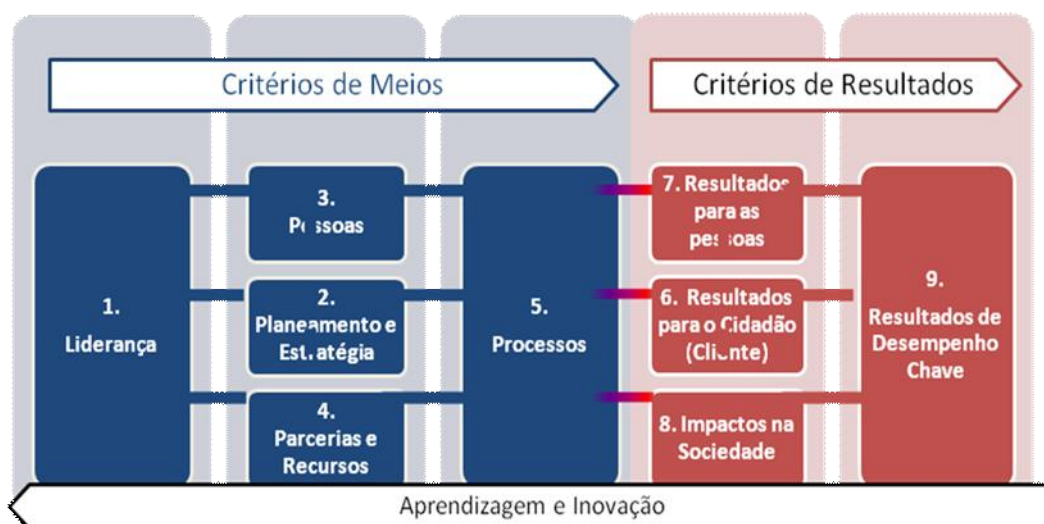 Critérios de Meios
Critérios de Resultados
1.
Liderança
3.
Pessoas
2.
Planeamento e
Estratégia
4.
Parcerias e
Recursos
5.
Processos
7. Resultados
para as
pessoas
6. Resultados
para o Cidadão
(Cliente)
8. Impactos na
Sociedade
9.
Resultados de
Desempenho
Chave
Aprendizagem e Inovação